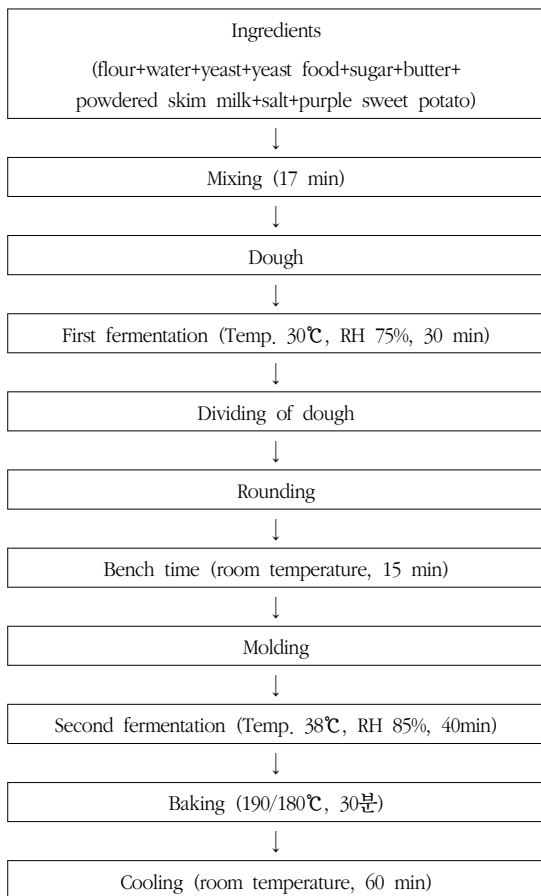 Ingredients
(flour+water+yeast+yeast food+sugar+butter+
powdered skim milk+salt+purple sweet potato)
↓
Mixing (17 min)
↓
Dough
↓
First fermentation (Temp. 30℃, RH 75%, 30 min)
↓
Dividing of dough
↓
Rounding
↓
Bench time (room temperature, 15 min)
↓
Molding
↓
Second fermentation (Temp. 38℃, RH 85%, 40min)
↓
Baking (190/180℃, 30분)
↓
Cooling (room temperature, 60 min)